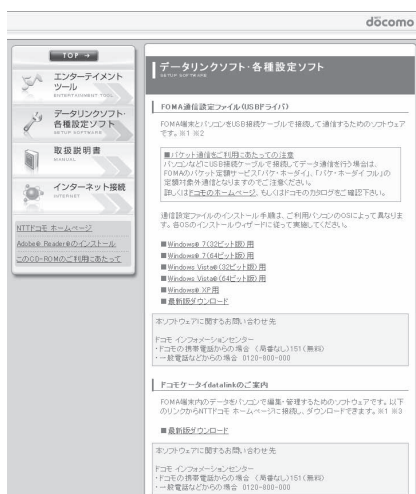 döcomo
TOP →
エンターテイメント
ツール
ENTERTAINMENT TOOL
データリンクソフト・
各種設定ソフト
SETUP SOFTWARE
取扱説明書
MANUAL
インターネット接続
INTERNET
NTTドコモ ホームページ
Adobe® Reader®のインストール
このCD-ROMのご利用にあたって
データリンクソフト・各種設定ソフト
SETUP SOFTWARE
FOMA通信設定ファイル(USBドライバ)
FOMA端末とパソコンをUSB接続ケーブルで接続して通信するためのソフトウェア
です。※1 ※2
■パケット通信をご利用にあたっての注意
パソコンなどにUSB接続ケーブルで接続してデータ通信を行う場合は、
FOMAのパケット定額サービス「パケ・ホーダイ」、「パケ・ホーダイフル」の
定額対象外通信となりますのでご注意ください。
詳しくはドコモのホームページ、もしくはドコモのカタログをご確認下さい。
通信設定ファイルのインストール手順は、ご利用パソコンのOSによって異なりま
す。各OSのインストールウィザードに従って実施してください。
■Windows® 7(32ビット版)用
■Windows® 7(64ビット版)用
■Windows Vista®(32ビット版)用
■Windows Vista®(64ビット版)用
■Windows® XP用
■最新版ダウンロード
本ソフトウェアに関するお問い合わせ先
ドコモ インフォメーションセンター
・ドコモの携帯電話からの場合 (局番なし)151(無料)
・一般電話などからの場合 0120-800-000
ドコモケータイdatalinkのご案内
FOMA端末内のデータをパソコンで編集・管理するためのソフトウェアです。以下
のリンクからNTTドコモ ホームページに接続し、ダウンロードできます。※1 ※3
■最新版ダウンロード
本ソフトウェアに関するお問い合わせ先
ドコモ インフォメーションセンター
・ドコモの携帯電話からの場合 (局番なし)151(無料)
・一般電話などからの場合 0120-800-000